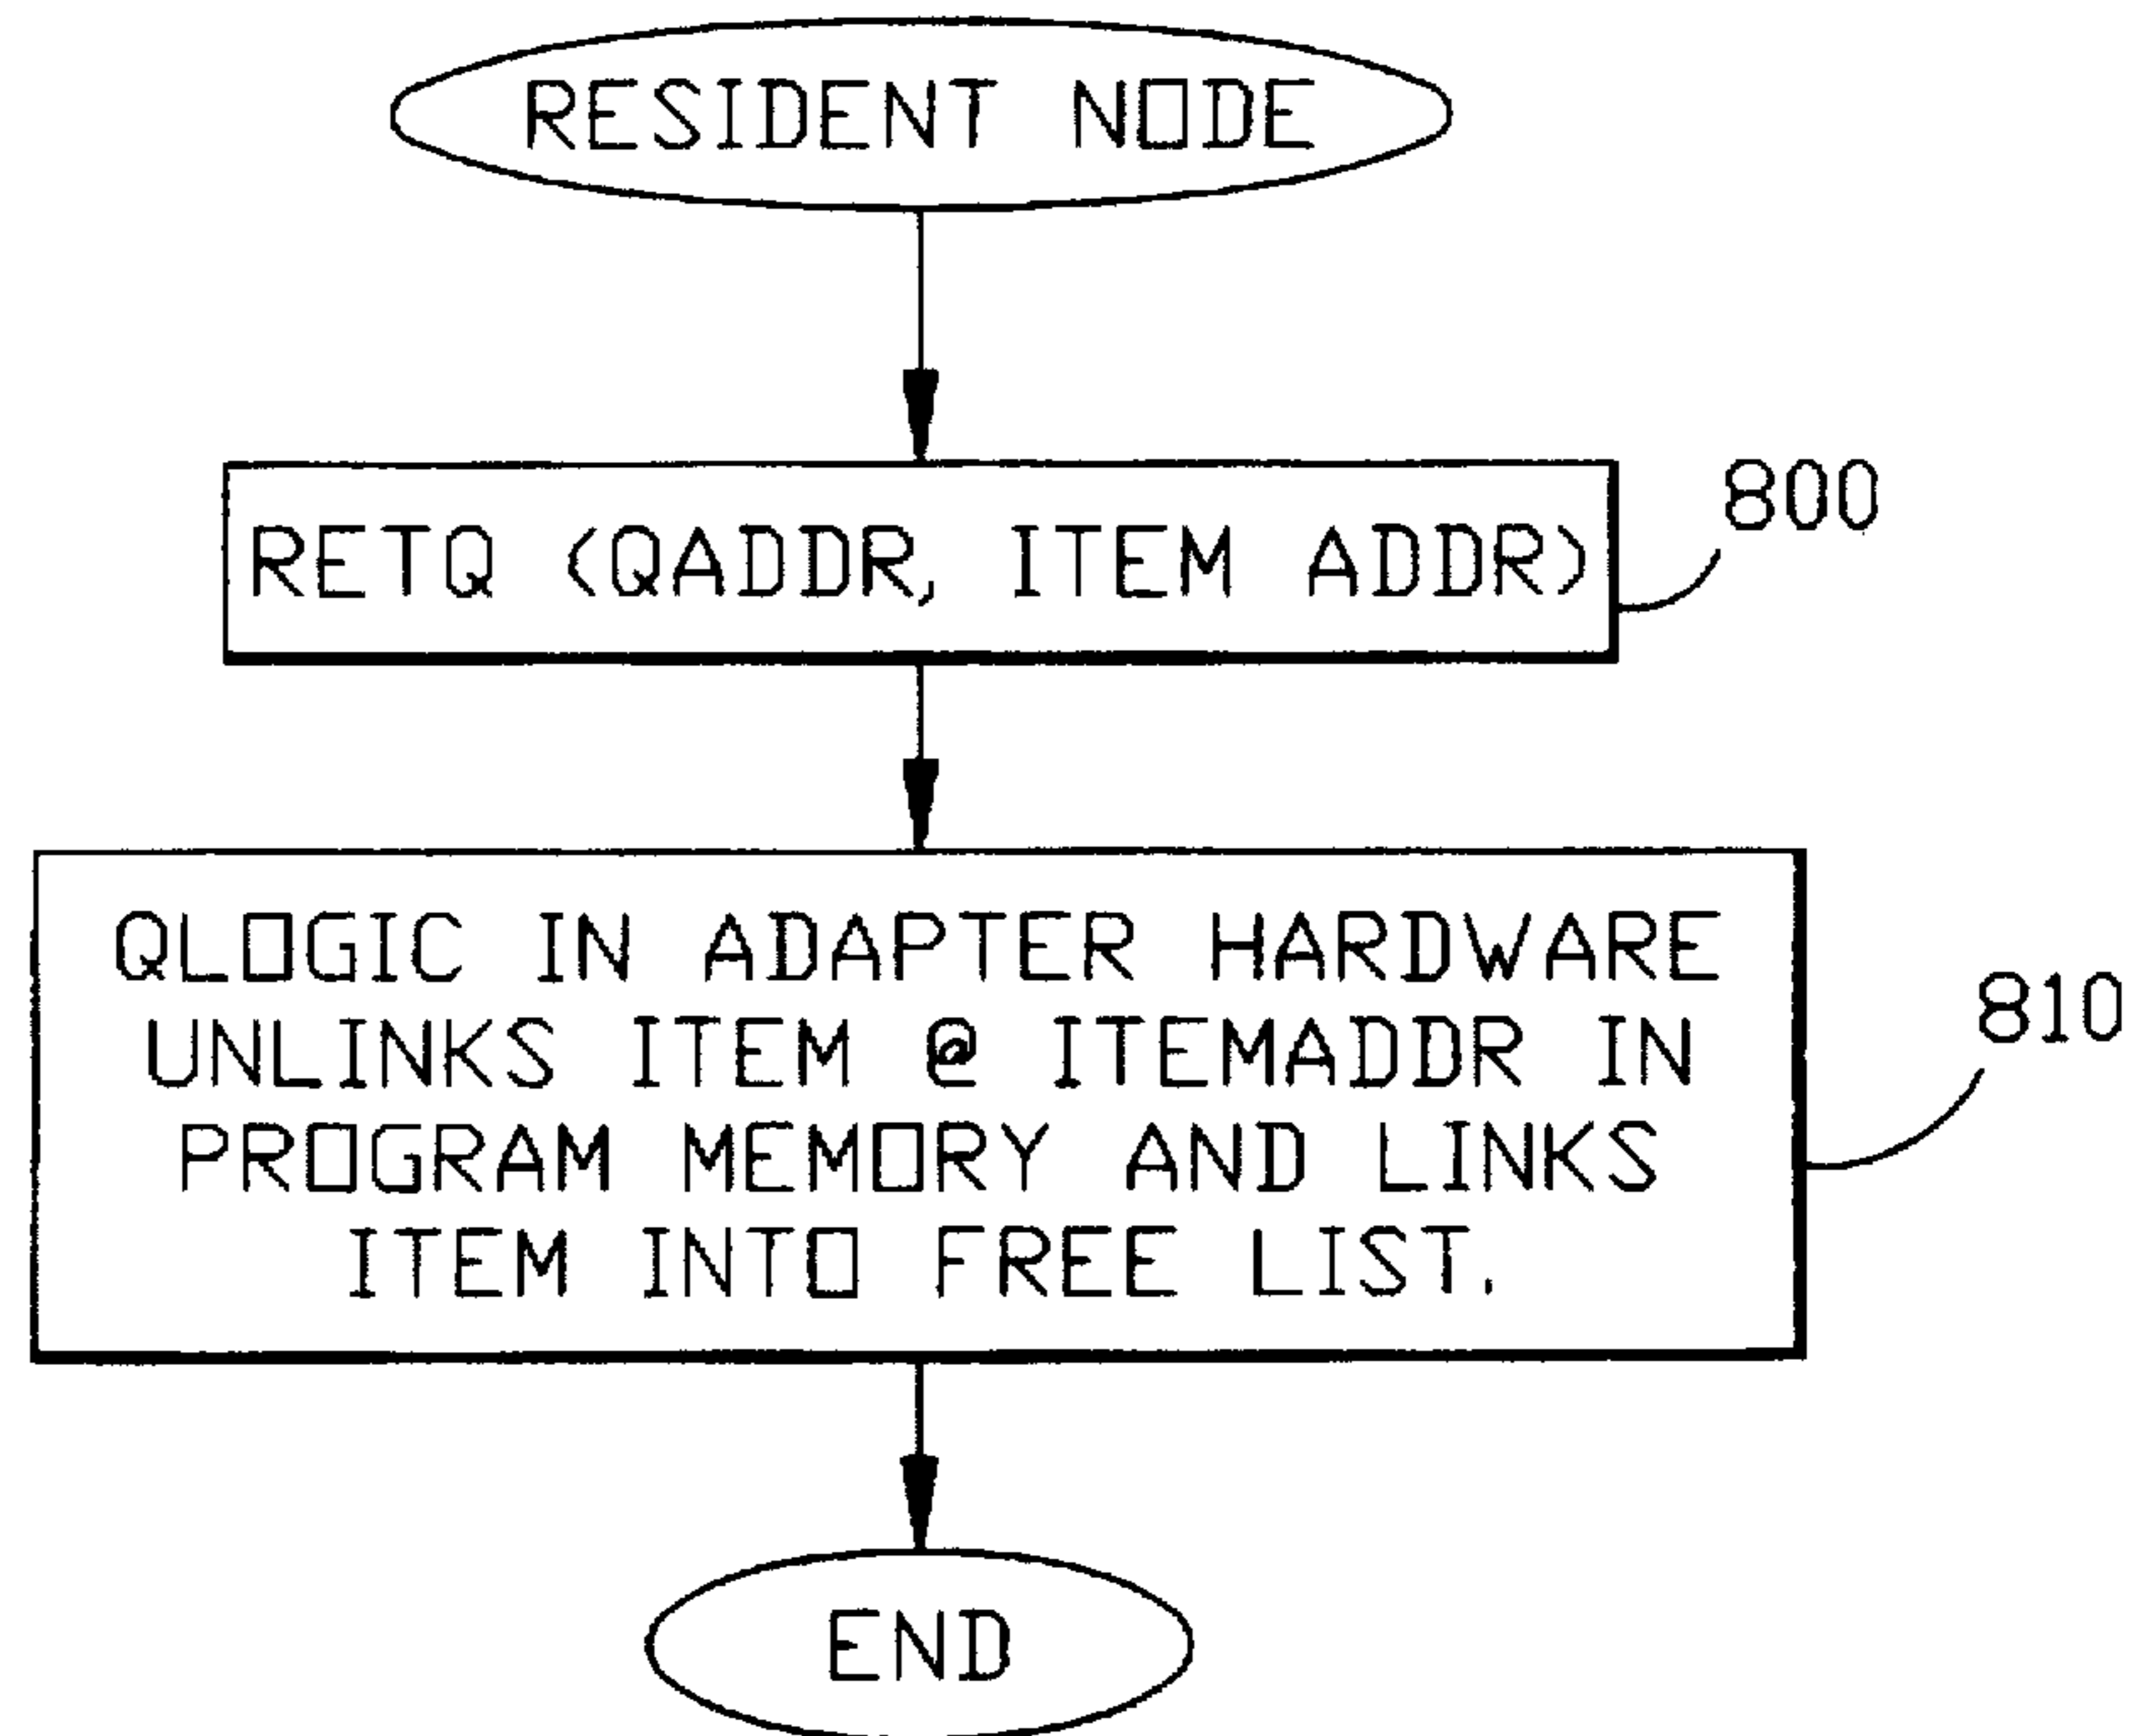 RESIDENT NODE
RETQ (QADDR, ITEM ADDR)
800
QLOGIC IN ADAPTER HARDWARE
UNLINKS ITEM @ ITEMADDR IN
PROGRAM MEMORY AND LINKS
ITEM INTO FREE LIST.
810
END